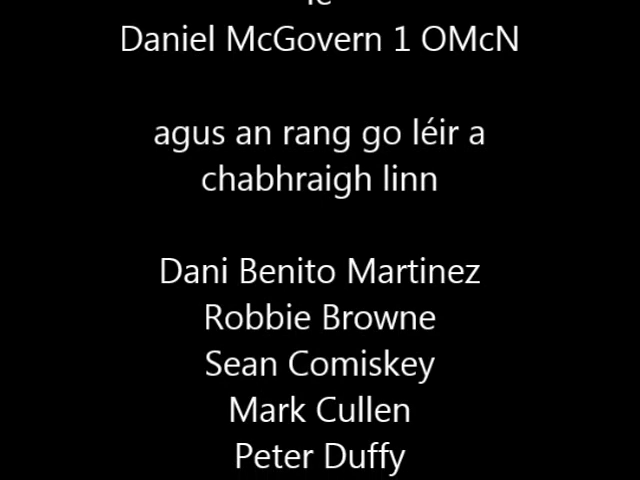 le
Daniel McGovern 1 OMcN
agus an rang go léir a
chabhraigh linn
Dani Benito Martinez
Robbie Browne
Sean Comiskey
Mark Cullen
Peter Duffy